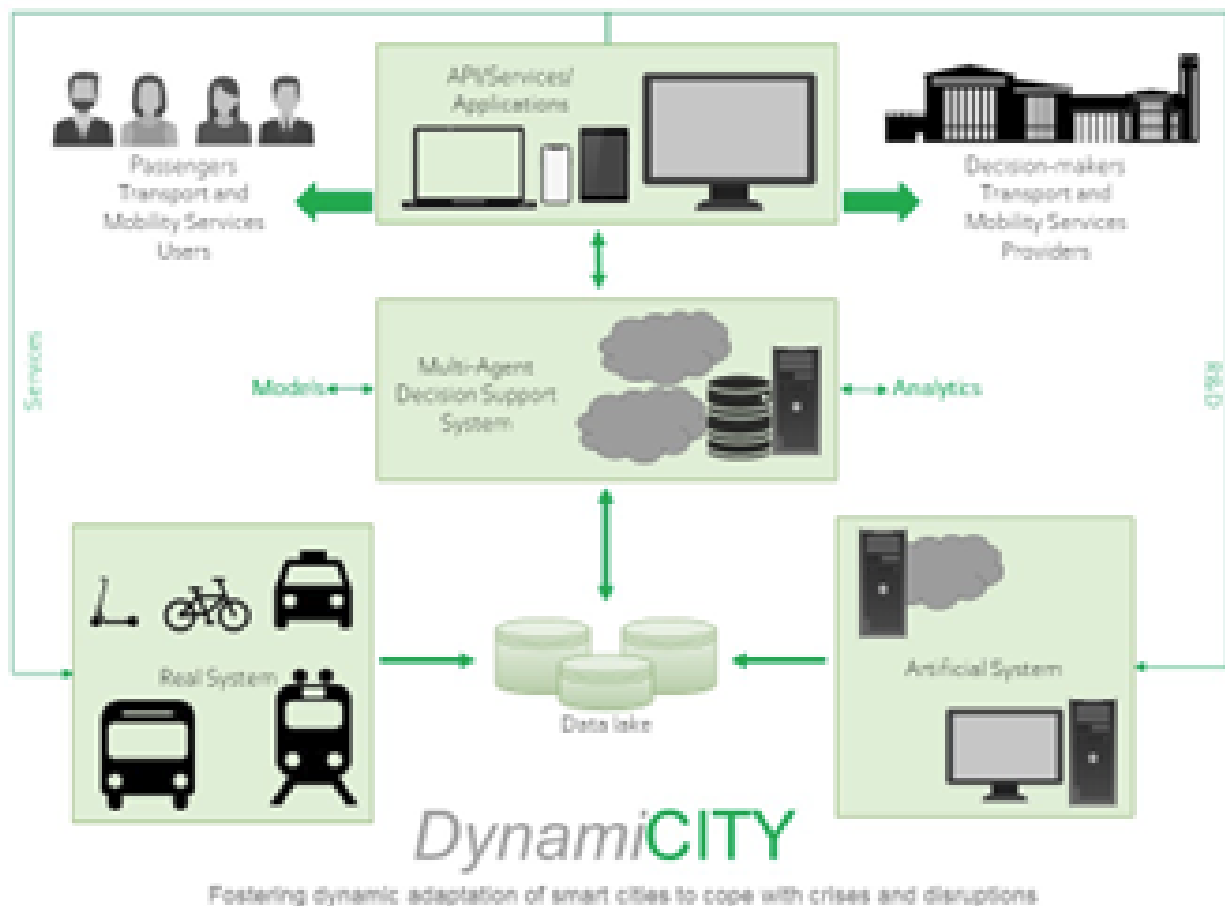 API/Services/
Applications
Passengers
Transport and
Mobility Services
Users
Decision-makers
Transport and
Mobility Services
Providers
Services
R&D
Models
Multi-Agent
Decision Support
System
Analytics
Real System
Data lake
Artificial System
DynamiCITY
Fostering dynamic adaptation of smart cities to cope with crises and disruptions